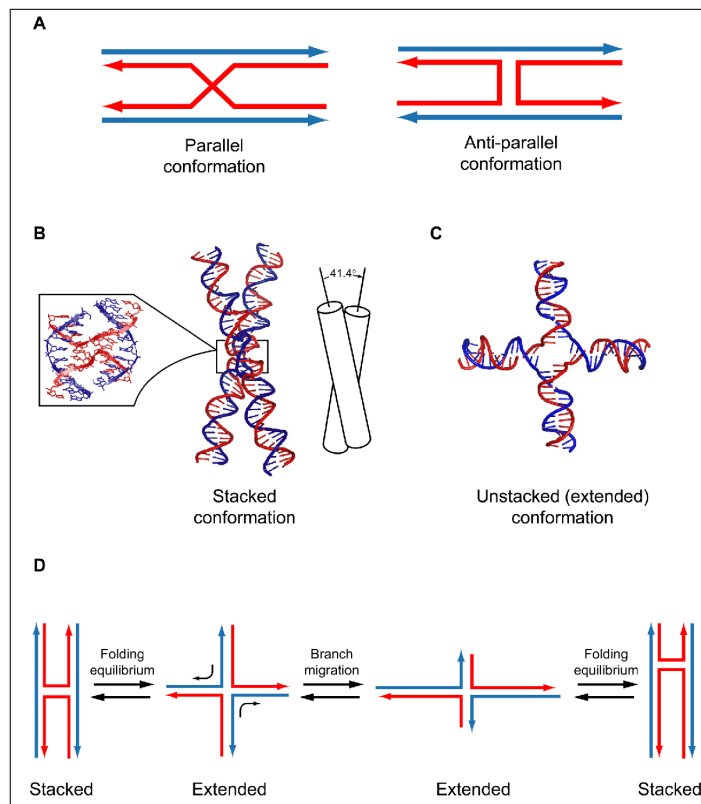 A
Parallel
conformation
Anti-parallel
conformation
B
41.4°
Stacked
conformation
C
Unstacked (extended)
conformation
D
Folding
equilibrium
Branch
migration
Folding
equilibrium
Stacked
Extended
Extended
Stacked